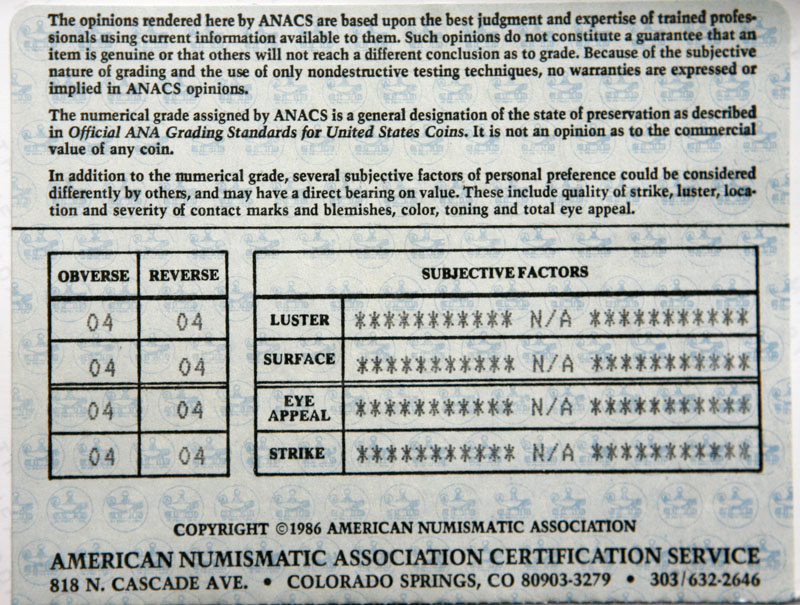 The opinions rendered here by ANACS are based upon the best judgment and expertise of trained profes-
sionals using current information available to them. Such opinions do not constitute a guarantee that an
item is genuine or that others will not reach a different conclusion as to grade. Because of the subjective
nature of grading and the use of only nondestructive testing techniques, no warranties are expressed or
implied in ANACS opinions.
The numerical grade assigned by ANACS is a general designation of the state of preservation as described
in Official ANA Grading Standards for United States Coins. It is not an opinion as to the commercial
value of any coin.
In addition to the numerical grade, several subjective factors of personal preference could be considered
differently by others, and may have a direct bearing on value. These include quality of strike, luster, loca-
tion and severity of contact marks and blemishes, color, toning and total eye appeal.
OBVERSE REVERSE SUBJECTIVE FACTORS
04 04 LUSTER *********** N/A ***********
04 04 SURFACE *********** N/A ***********
04 04 EYE APPEAL *********** N/A ***********
04 04 STRIKE *********** N/A ***********
COPYRIGHT ©1986 AMERICAN NUMISMATIC ASSOCIATION
AMERICAN NUMISMATIC ASSOCIATION CERTIFICATION SERVICE
818 N. CASCADE AVE. • COLORADO SPRINGS, CO 80903-3279 • 303/632-2646